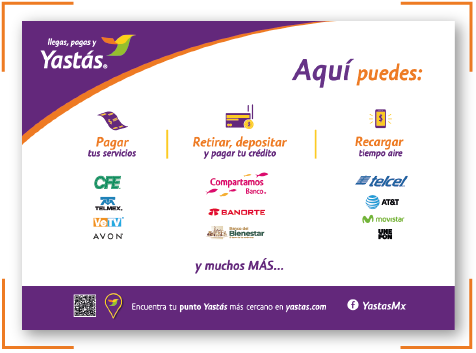 llegas, pagas y
Yastás®
Aquí puedes:
Pagar
tus servicios
CFE
TELMEX
VeTV
AVON
Retirar, depositar
y pagar tu crédito
Compartamos
Banco
BANORTE
Banco del
Bienestar
Recargar
tiempo aire
telcel
AT&T
movistar
UNEFON
y muchos MÁS...
Encuentra tu punto Yastás más cercano en yastas.com
YastasMx